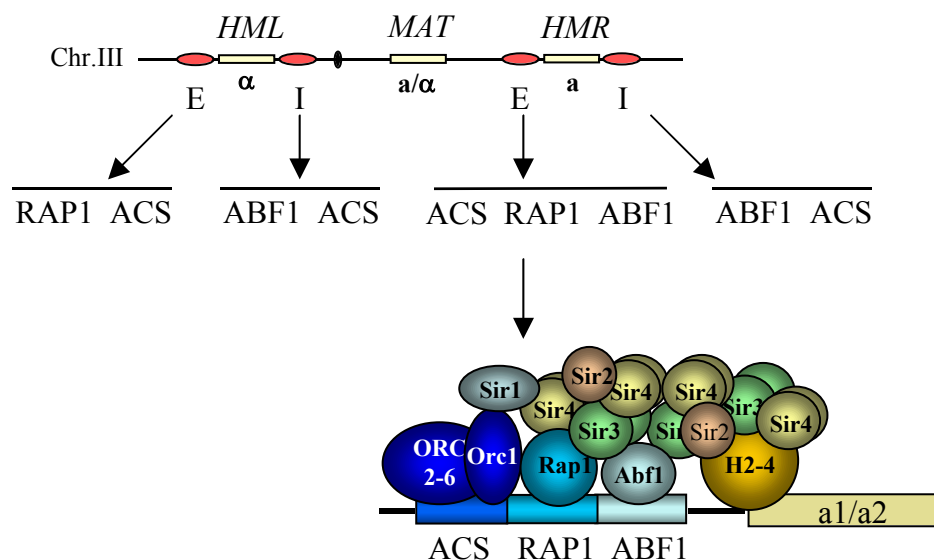 HML MAT HMR
Chr.III
α a/α a
E I E I
RAP1 ACS ABF1 ACS ACS RAP1 ABF1 ABF1 ACS
Sir2 Sir4 Sir4
Sir1 Sir4 Sir3 Sir4
Sir3 Sir Sir2
ORC Orc1 Rap1 Abf1 H2-4
2-6
a1/a2
ACS RAP1 ABF1